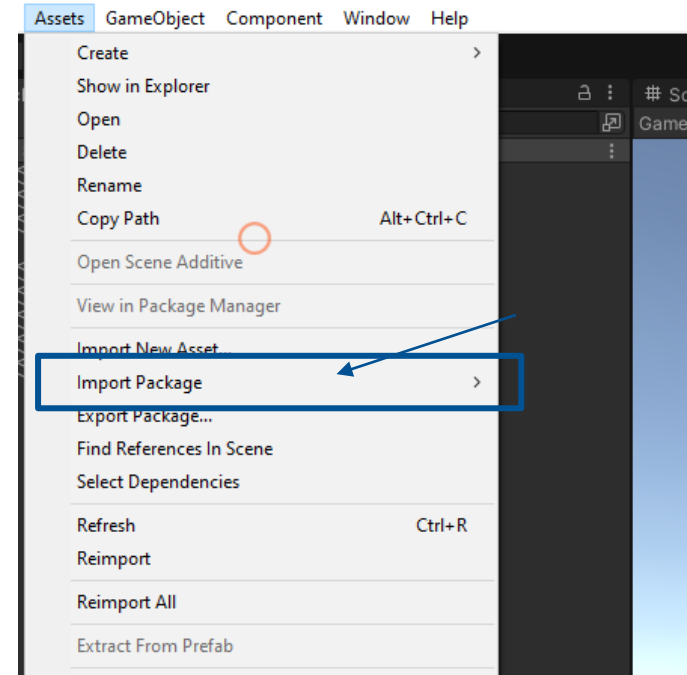 Assets GameObject Component Window Help
Create
Show in Explorer
Open
Delete
Rename
Copy Path Alt+Ctrl+C
Open Scene Additive
View in Package Manager
Import New Asset...
Import Package
Export Package...
Find References In Scene
Select Dependencies
Refresh Ctrl+R
Reimport
Reimport All
Extract From Prefab
# Sc
Game